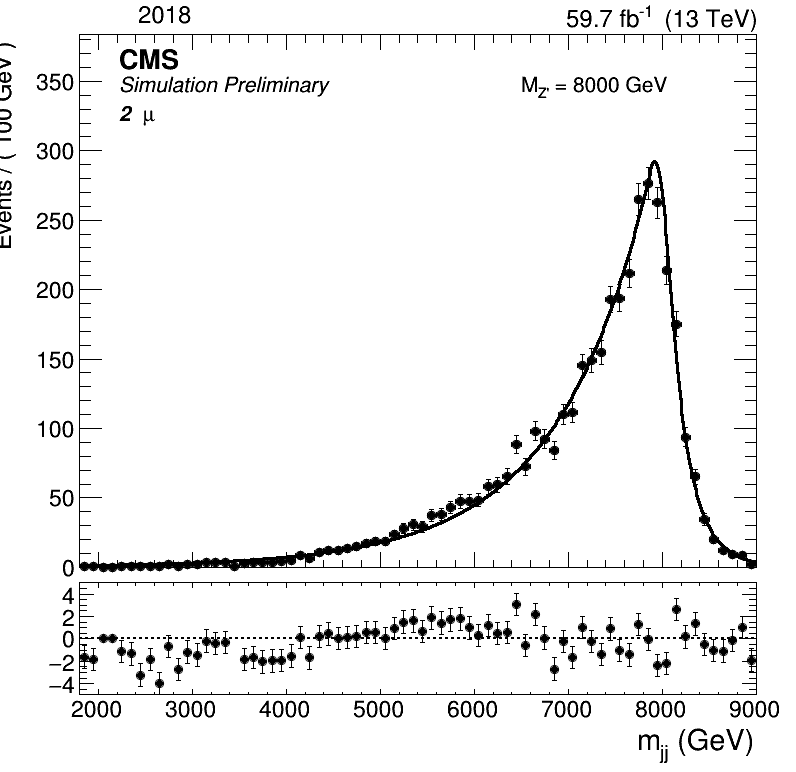 2018
59.7 fb-1 (13 TeV)
CMS
Simulation Preliminary
MZ' = 8000 GeV
2 μ
Events / ( 100 GeV )
350
300
250
200
150
100
50
0
4
2
0
−2
−4
2000 3000 4000 5000 6000 7000 8000 9000
mjj (GeV)